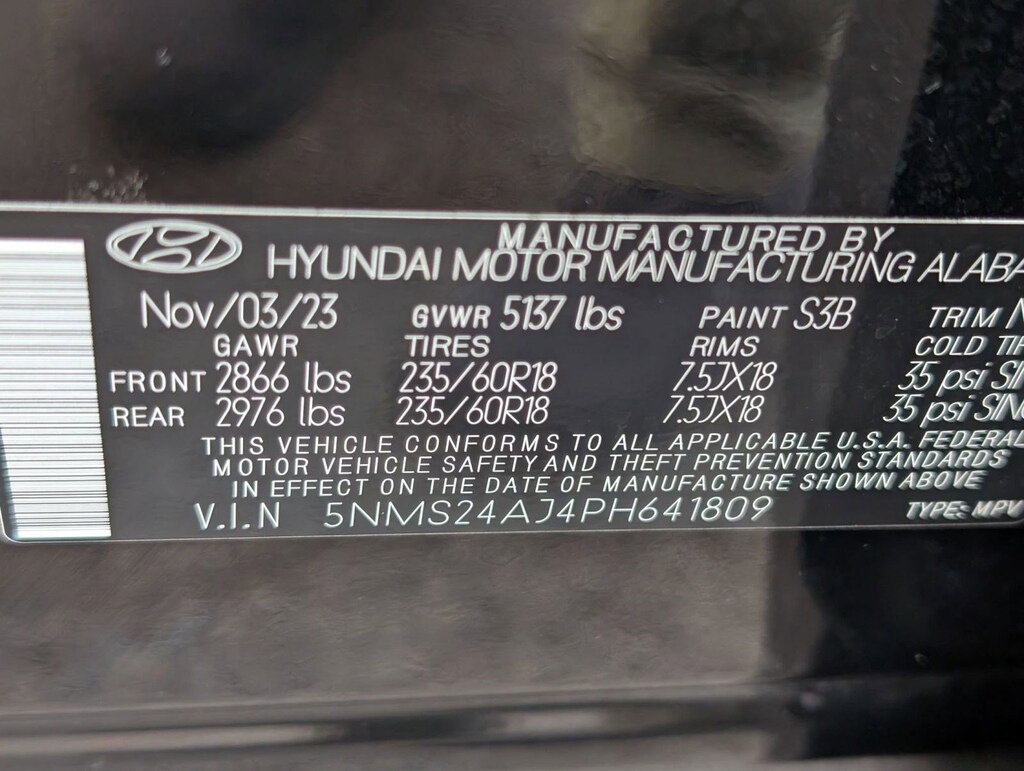 MANUFACTURED BY
HYUNDAI MOTOR MANUFACTURING
Nov/03/23 GVWR 5137 lbs PAINT S3B TRIM
GAWR TIRES RIMS COLD
FRONT 2866 lbs 235/60R18 7.5JX18 35 psi
REAR 2976 lbs 235/60R18 7.5JX18 35 psi
THIS VEHICLE CONFORMS TO ALL APPLICABLE U.S.A. FEDERAL
MOTOR VEHICLE SAFETY AND THEFT PREVENTION STANDARDS
IN EFFECT ON THE DATE OF MANUFACTURE SHOWN ABOVE
V.I.N 5NMS24AJ4PH641809 TYPE: MPV